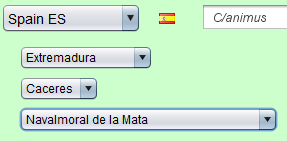 Spain ES C/animus
Extremadura
Caceres
Navalmoral de la Mata